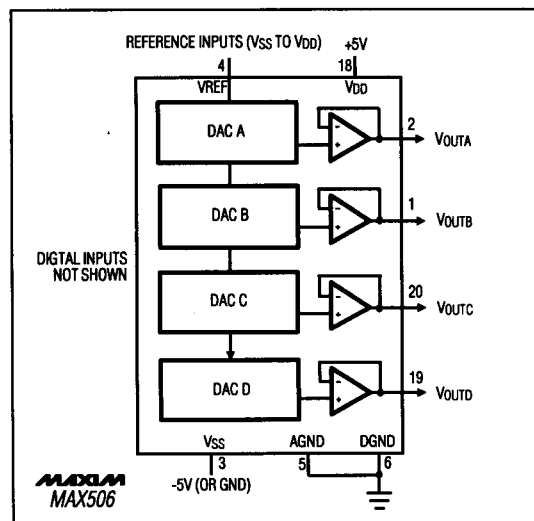 REFERENCE INPUTS (VSS TO VDD)
+5V
4
18
VREF
VDD
DAC A
-
+
2
VOUTA
DAC B
-
+
1
VOUTB
DIGTAL INPUTS
NOT SHOWN
DAC C
-
+
20
VOUTC
DAC D
-
+
19
VOUTD
VSS
AGND
DGND
3
5
6
-5V (OR GND)
MAXIM
MAX506